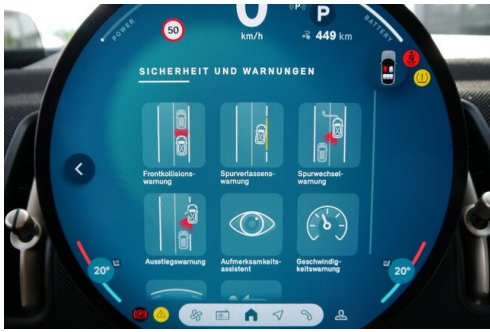 POWER
50
0
km/h
(P)
P
449 km
BATTERY
SICHERHEIT UND WARNUNGEN
Frontkollisions-
warnung
Spurverlassens-
warnung
Spurwechsel-
warnung
Ausstiegswarnung
Aufmerksamkeits-
assistent
Geschwindig-
keitswarnung
20°
20°